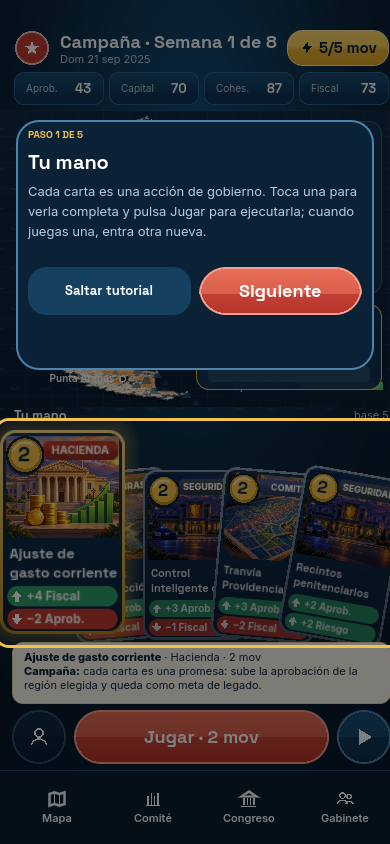 Campaña · Semana 1 de 8
Dom 21 sep 2025
5/5 mov
Aprob. 43
Capital 70
Cohes. 87
Fiscal 73
PASO 1 DE 5
Tu mano
Cada carta es una acción de gobierno. Toca una para
verla completa y pulsa Jugar para ejecutarla; cuando
juegas una, entra otra nueva.
Saltar tutorial
Siguiente
Punta Arenas
Tu mano
base 5
2 HACIENDA
Ajuste de
gasto corriente
+4 Fiscal
−2 Aprob.
2 SEGURID
Control
Inteligente
+3 Aprob.
−1 Fiscal
2 COMIT
Tranvía
Providencia
+3 Aprob
−2 Fiscal
2 SEGURIDA
Recintos
penitenciarios
+2 Aprob.
+2 Riesgo
Ajuste de gasto corriente · Hacienda · 2 mov
Campaña: cada carta es una promesa: sube la aprobación de la
región elegida y queda como meta de legado.
Jugar · 2 mov
Mapa
Comité
Congreso
Gabinete